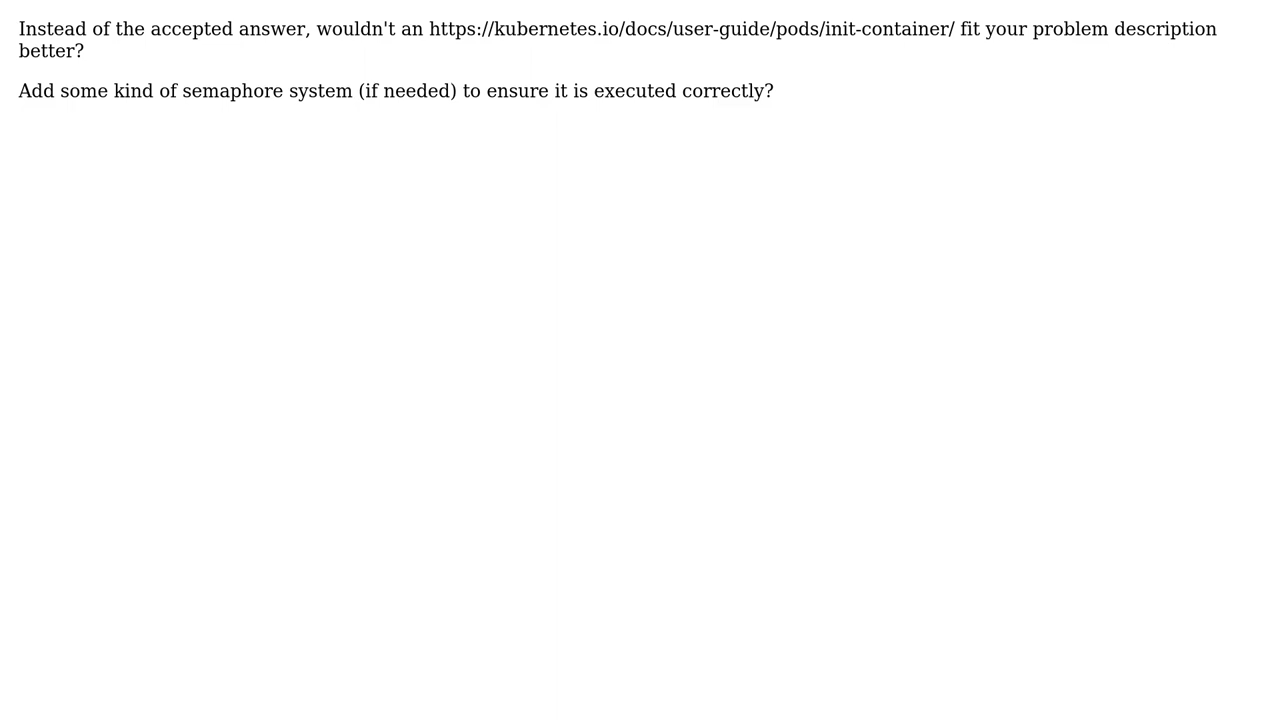 Instead of the accepted answer, wouldn't an https://kubernetes.io/docs/user-guide/pods/init-container/ fit your problem description
better?
Add some kind of semaphore system (if needed) to ensure it is executed correctly?